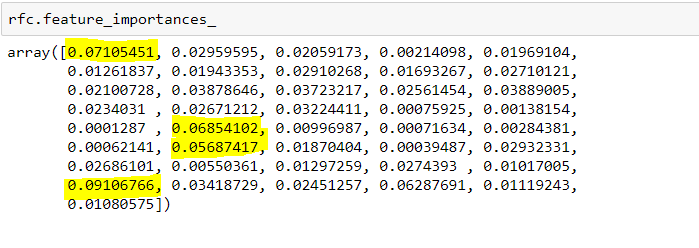 rfc.feature_importances_
array([0.07105451, 0.02959595, 0.02059173, 0.00214098, 0.01969104,
0.01261837, 0.01943353, 0.02910268, 0.01693267, 0.02710121,
0.02100728, 0.03878646, 0.03723217, 0.02561454, 0.03889005,
0.0234031 , 0.02671212, 0.03224411, 0.00075925, 0.00138154,
0.0001287 , 0.06854102, 0.00996987, 0.00071634, 0.00284381,
0.00062141, 0.05687417, 0.01870404, 0.00039487, 0.02932331,
0.02686101, 0.00550361, 0.01297259, 0.0274393 , 0.01017005,
0.09106766, 0.03418729, 0.02451257, 0.06287691, 0.01119243,
0.01080575])